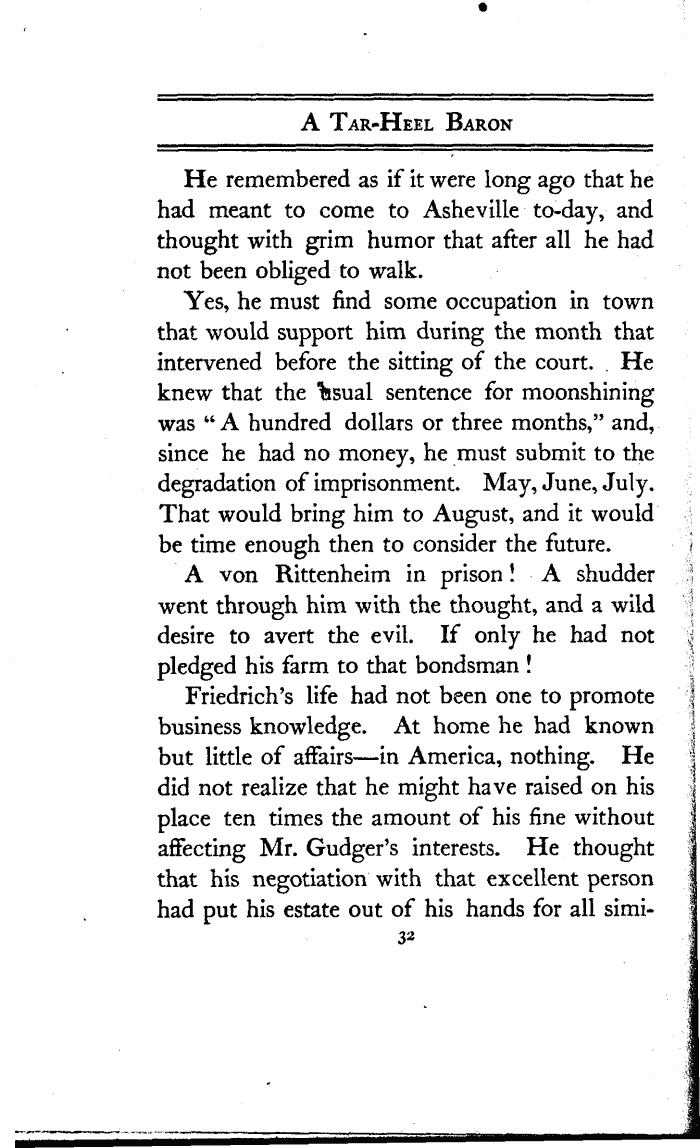 A Tar-Heel Baron
He remembered as if it were long ago that he
had meant to come to Asheville to-day, and
thought with grim humor that after all he had
not been obliged to walk.
Yes, he must find some occupation in town
that would support him during the month that
intervened before the sitting of the court. He
knew that the usual sentence for moonshining
was “A hundred dollars or three months,” and,
since he had no money, he must submit to the
degradation of imprisonment. May, June, July.
That would bring him to August, and it would
be time enough then to consider the future.
A von Rittenheim in prison! A shudder
went through him with the thought, and a wild
desire to avert the evil. If only he had not
pledged his farm to that bondsman!
Friedrich’s life had not been one to promote
business knowledge. At home he had known
but little of affairs—in America, nothing. He
did not realize that he might have raised on his
place ten times the amount of his fine without
affecting Mr. Gudger’s interests. He thought
that his negotiation with that excellent person
had put his estate out of his hands for all simi-
32